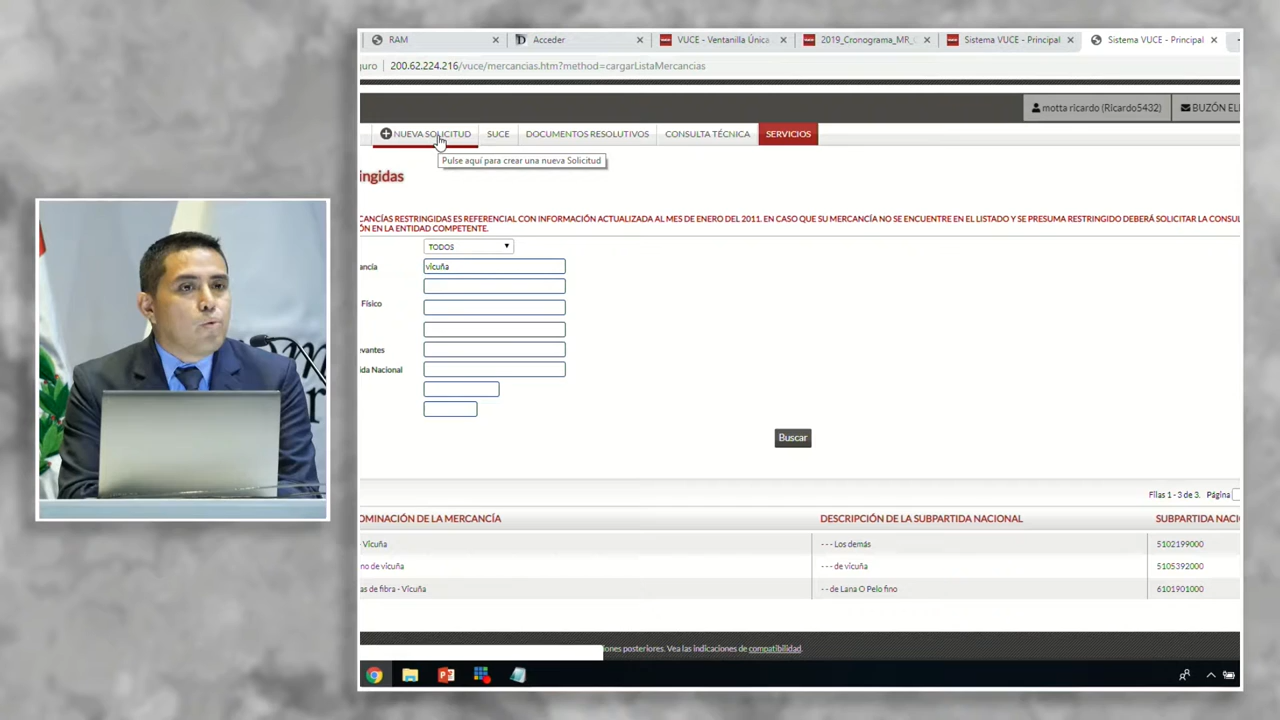 RAM
Acceder
VUCE - Ventanilla Única
2019_Cronograma_MR_
Sistema VUCE - Principal
Sistema VUCE - Principal
guro 200.62.224.216/vuce/mercancias.htm?method=cargarListaMercancias
motta ricardo (Ricardo5432)
BUZÓN EL
NUEVA SOLICITUD
SUCE
DOCUMENTOS RESOLUTIVOS
CONSULTA TÉCNICA
SERVICIOS
Pulse aquí para crear una nueva Solicitud
ingidas
CANCÍAS RESTRINGIDAS ES REFERENCIAL CON INFORMACIÓN ACTUALIZADA AL MES DE ENERO DEL 2011. EN CASO QUE SU MERCANCÍA NO SE ENCUENTRE EN EL LISTADO Y SE PRESUMA RESTRINGIDO DEBERÁ SOLICITAR LA CONSUL
ÓN EN LA ENTIDAD COMPETENTE.
TODOS
ancía vicuña
Físico
evantes
ida Nacional
Buscar
Filas 1 - 3 de 3. Página
OMINACIÓN DE LA MERCANCÍA DESCRIPCIÓN DE LA SUBPARTIDA NACIONAL SUBPARTIDA NACI
- Vicuña - - - Los demás 5102199000
no de vicuña - - - de vicuña 5105392000
as de fibra - Vicuña - - de Lana O Pelo fino 6101901000
iones posteriores. Vea las indicaciones de compatibilidad.